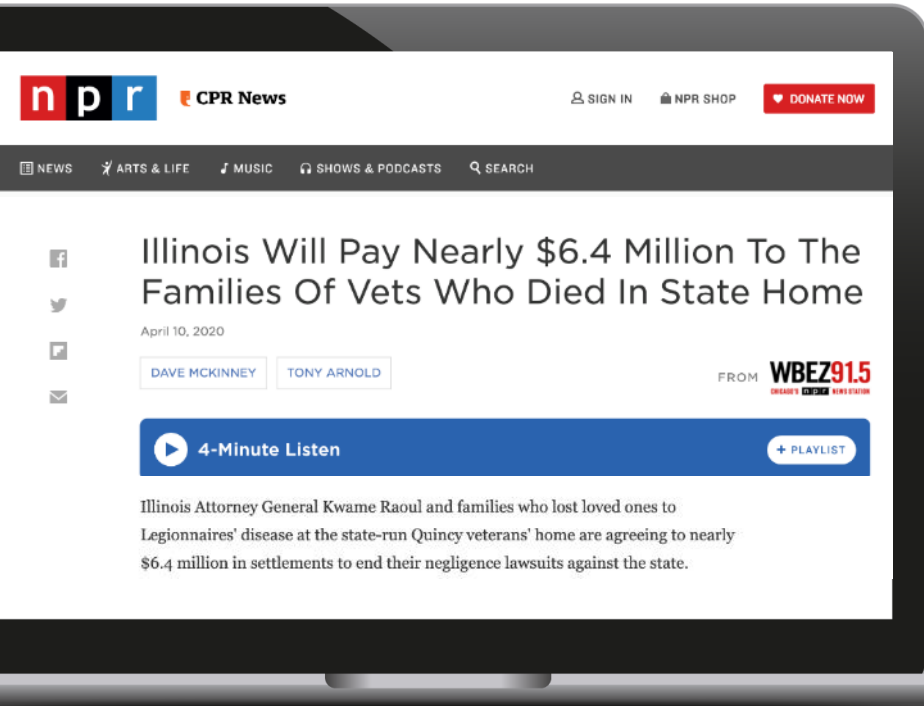 npr CPR News SIGN IN NPR SHOP DONATE NOW
NEWS ARTS & LIFE MUSIC SHOWS & PODCASTS SEARCH
Illinois Will Pay Nearly $6.4 Million To The
Families Of Vets Who Died In State Home
April 10, 2020
DAVE MCKINNEY TONY ARNOLD
FROM WBEZ91.5
CHICAGO'S npr NEWS STATION
4-Minute Listen + PLAYLIST
Illinois Attorney General Kwame Raoul and families who lost loved ones to
Legionnaires' disease at the state-run Quincy veterans' home are agreeing to nearly
$6.4 million in settlements to end their negligence lawsuits against the state.